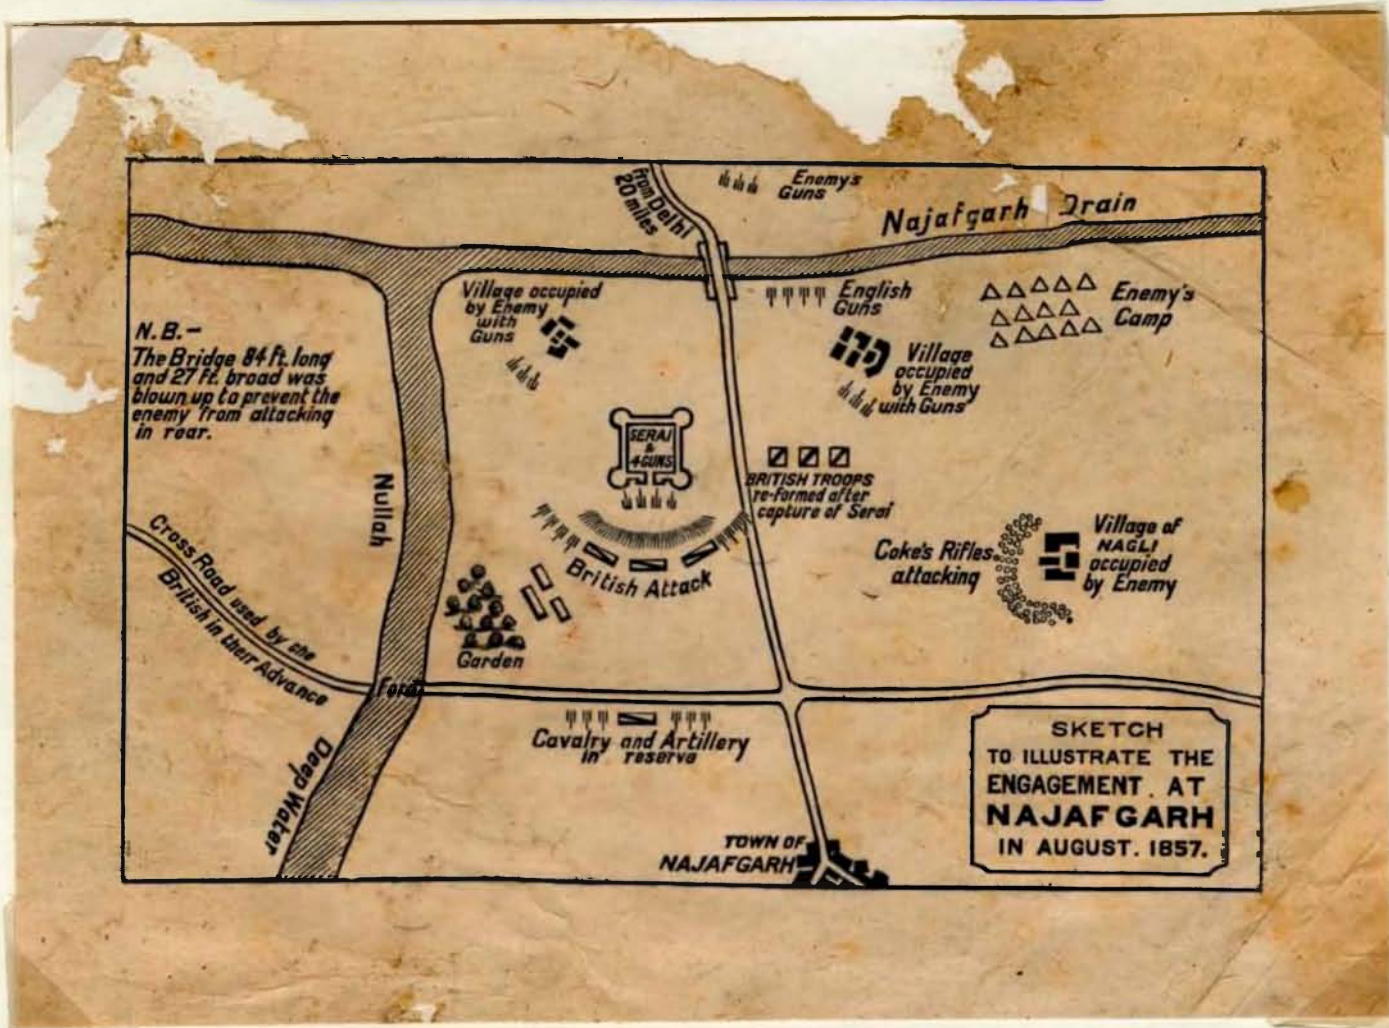 from Delhi
20 miles
Enemy's
Guns
Najafgarh Drain
Village occupied
by Enemy
with
Guns
English
Guns
Enemy's
Camp
N.B.—
The Bridge 84 ft. long
and 27 ft. broad was
blown up to prevent the
enemy from attacking
in roar.
Village
occupied
by Enemy
with Guns
SERAI
&
4 GUNS
Nullah
BRITISH TROOPS
re-formed after
capture of Serai
Cross Road used by the
British in their Advance
British Attack
Coke's Rifles
attacking
Village of
NAGLI
occupied
by Enemy
Garden
Ford
Cavalry and Artillery
in reserve
Deep Water
TOWN OF
NAJAFGARH
SKETCH
TO ILLUSTRATE THE
ENGAGEMENT. AT
NAJAFGARH
IN AUGUST. 1857.